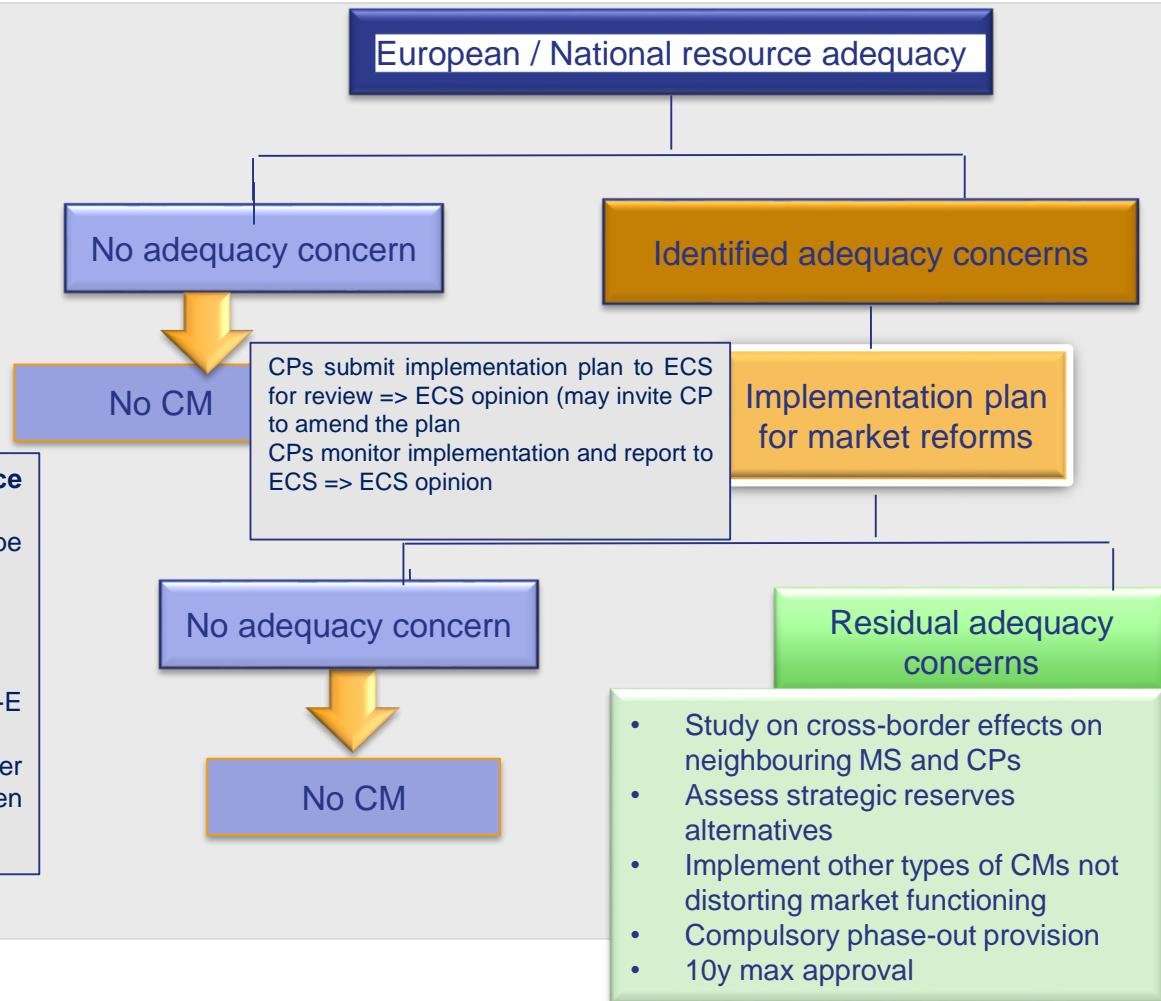 European / National resource adequacy
No adequacy concern
Identified adequacy concerns
No CM
CPs submit implementation plan to ECS
for review => ECS opinion (may invite CP
to amend the plan
CPs monitor implementation and report to
ECS => ECS opinion
Implementation plan
for market reforms
ce
be
-E
er
en
No adequacy concern
No CM
Residual adequacy
concerns
• Study on cross-border effects on
neighbouring MS and CPs
• Assess strategic reserves
alternatives
• Implement other types of CMs not
distorting market functioning
• Compulsory phase-out provision
• 10y max approval